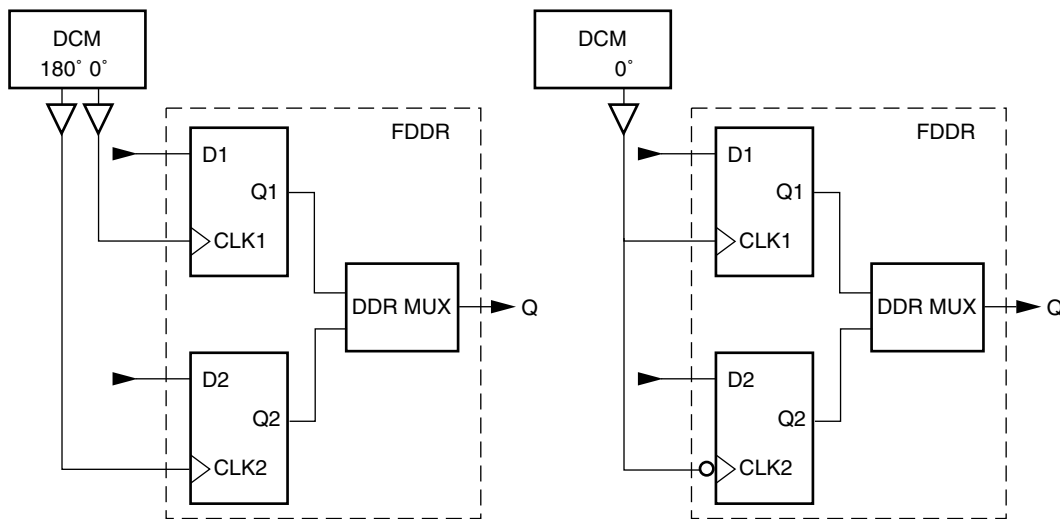 DCM
180° 0°
FDDR
D1
Q1
CLK1
DDR MUX
Q
D2
Q2
CLK2
DCM
0°
FDDR
D1
Q1
CLK1
DDR MUX
Q
D2
Q2
CLK2